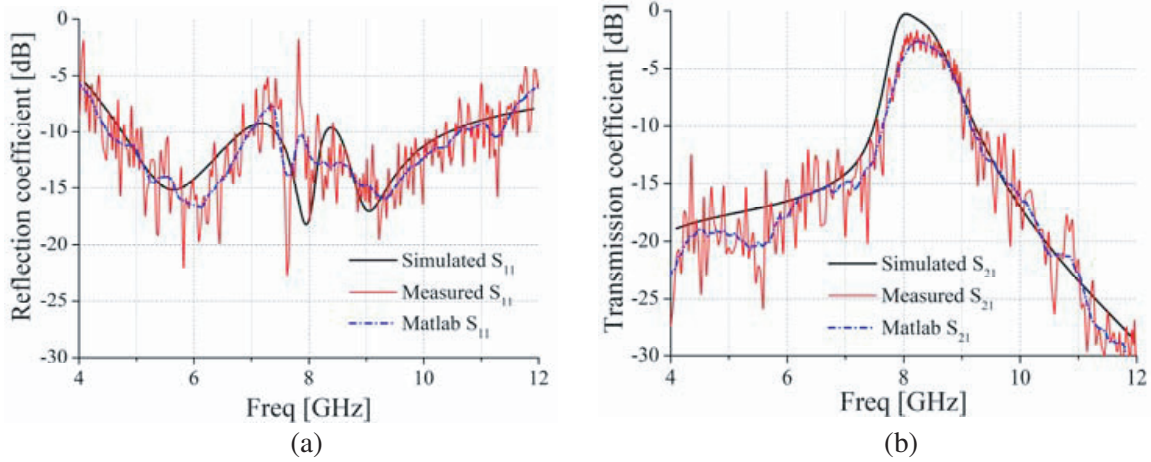 Reflection coefficient [dB]
0
-5
-10
-15
-20
-25
-30
Simulated S11
Measured S11
Matlab S11
4
6
8
10
12
Freq [GHz]
(a)
Transmission coefficient [dB]
0
-5
-10
-15
-20
-25
-30
Simulated S21
Measured S21
Matlab S21
4
6
8
10
12
Freq [GHz]
(b)